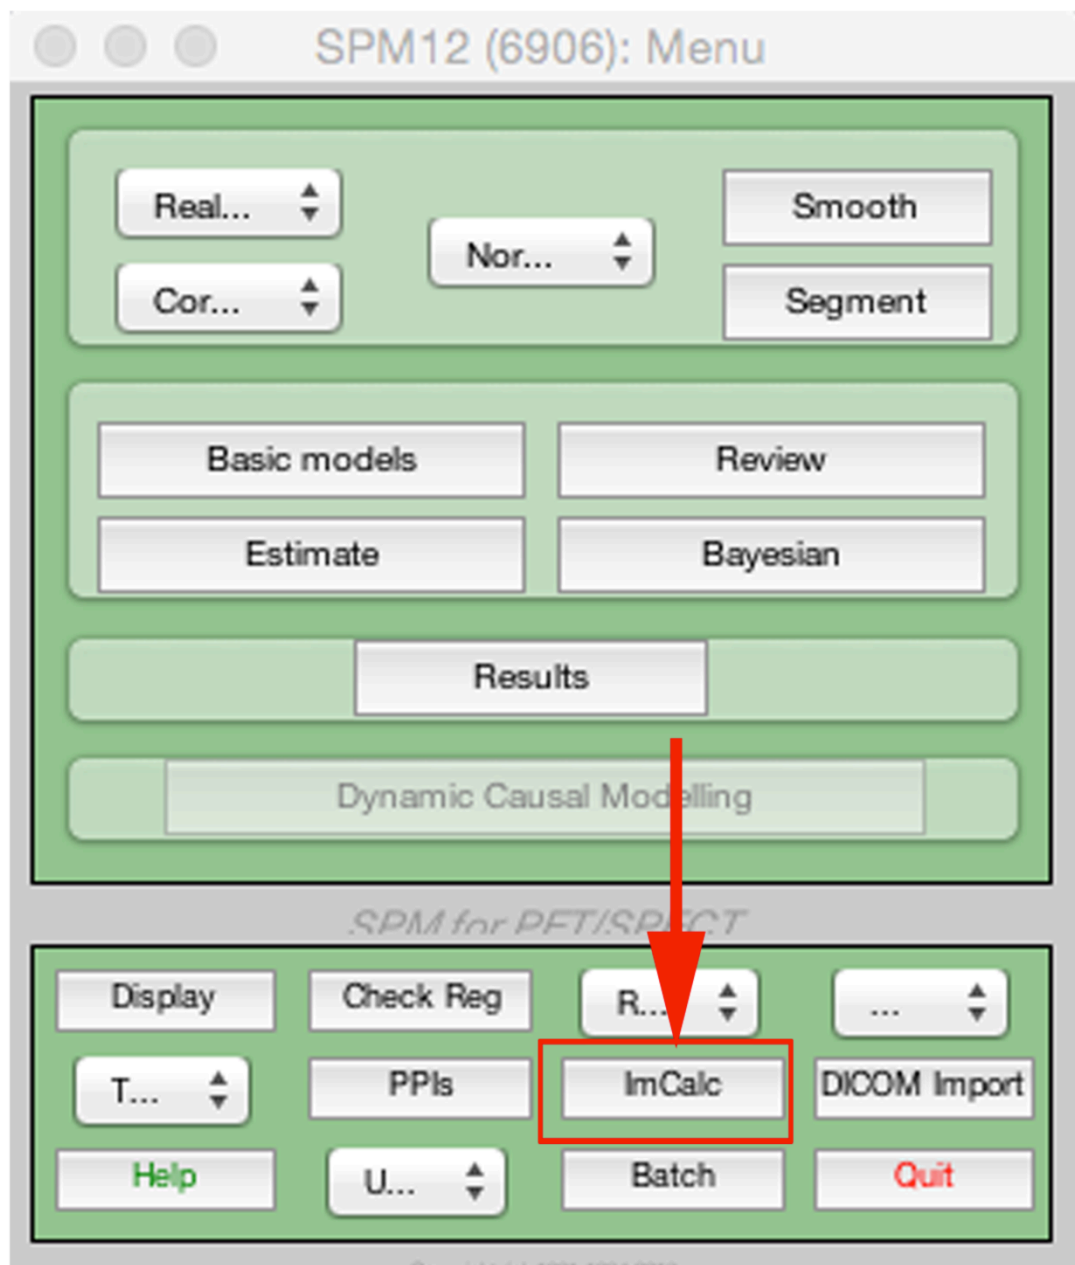 SPM12 (6906): Menu
Real...
Smooth
Nor...
Cor...
Segment
Basic models
Review
Estimate
Bayesian
Results
Dynamic Causal Modelling
SPM for PET/SPECT
Display
Check Reg
R...
...
T...
PPIs
ImCalc
DICOM Import
Help
U...
Batch
Quit